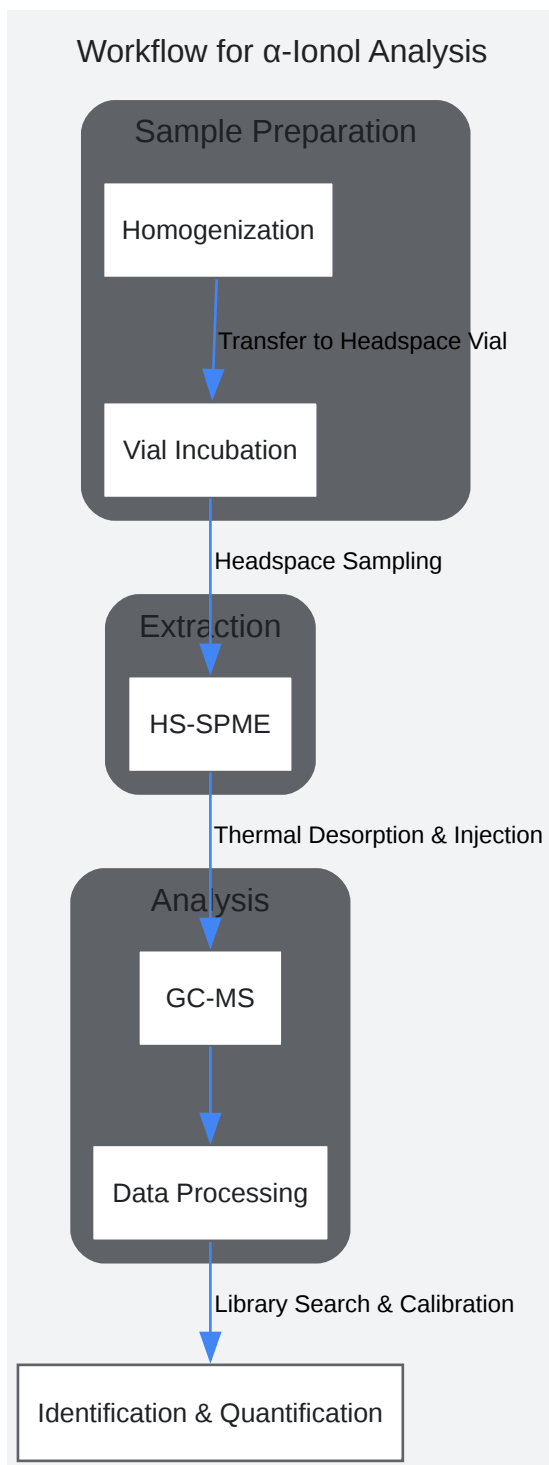 Workflow for α-Ionol Analysis
Sample Preparation
Homogenization
Transfer to Headspace Vial
Vial Incubation
Headspace Sampling
Extraction
HS-SPME
Thermal Desorption & Injection
Analysis
GC-MS
Data Processing
Library Search & Calibration
Identification & Quantification